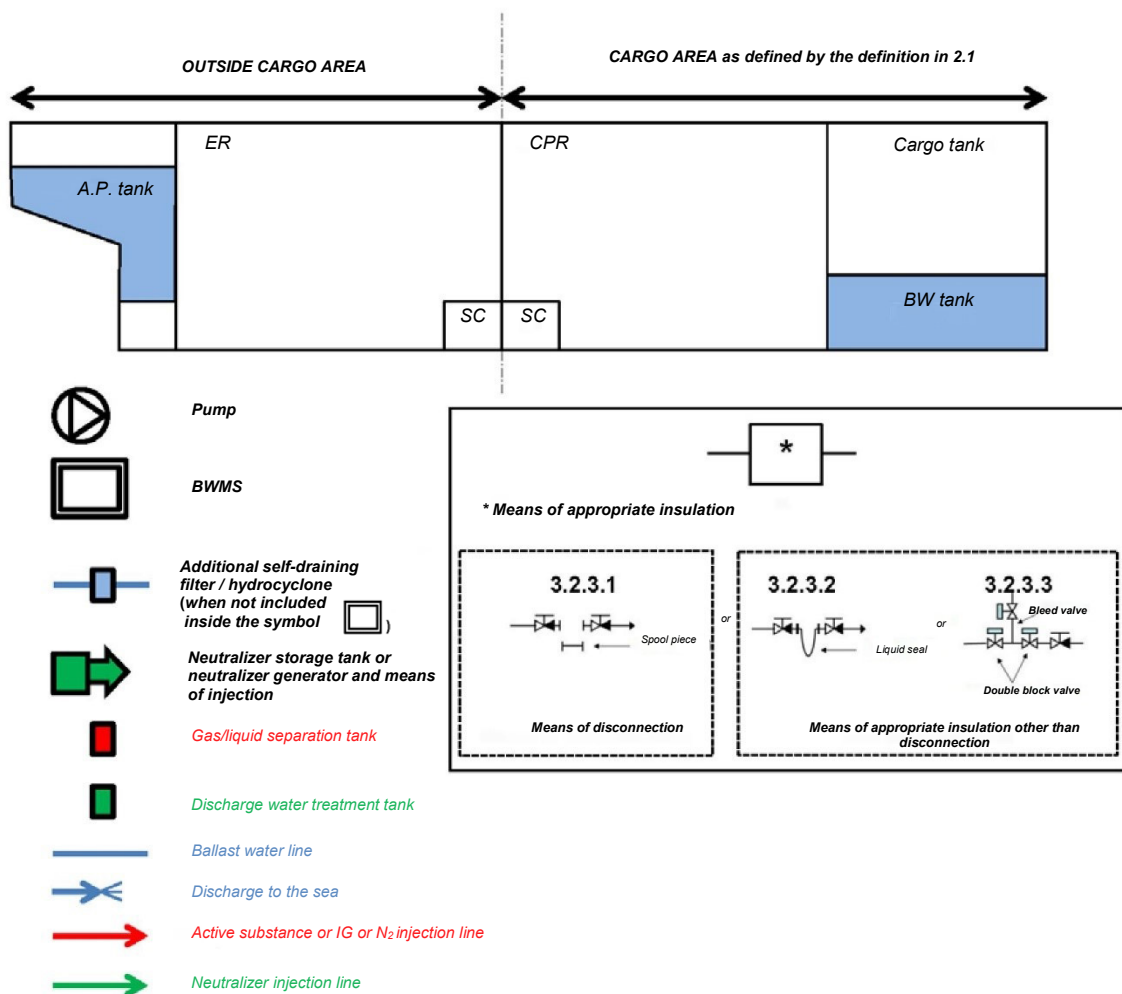 OUTSIDE CARGO AREA
CARGO AREA as defined by the definition in 2.1
ER
CPR
Cargo tank
A.P. tank
BW tank
SC
SC
Pump
BWMS
Additional self-draining
filter / hydrocyclone
(when not included
inside the symbol )
Neutralizer storage tank or
neutralizer generator and means
of injection
Gas/liquid separation tank
Discharge water treatment tank
Ballast water line
Discharge to the sea
Active substance or IG or N₂ injection line
Neutralizer injection line
*
* Means of appropriate insulation
3.2.3.1
Spool piece
Means of disconnection
or
3.2.3.2
Liquid seal
or
3.2.3.3
Bleed valve
Double block valve
Means of appropriate insulation other than
disconnection